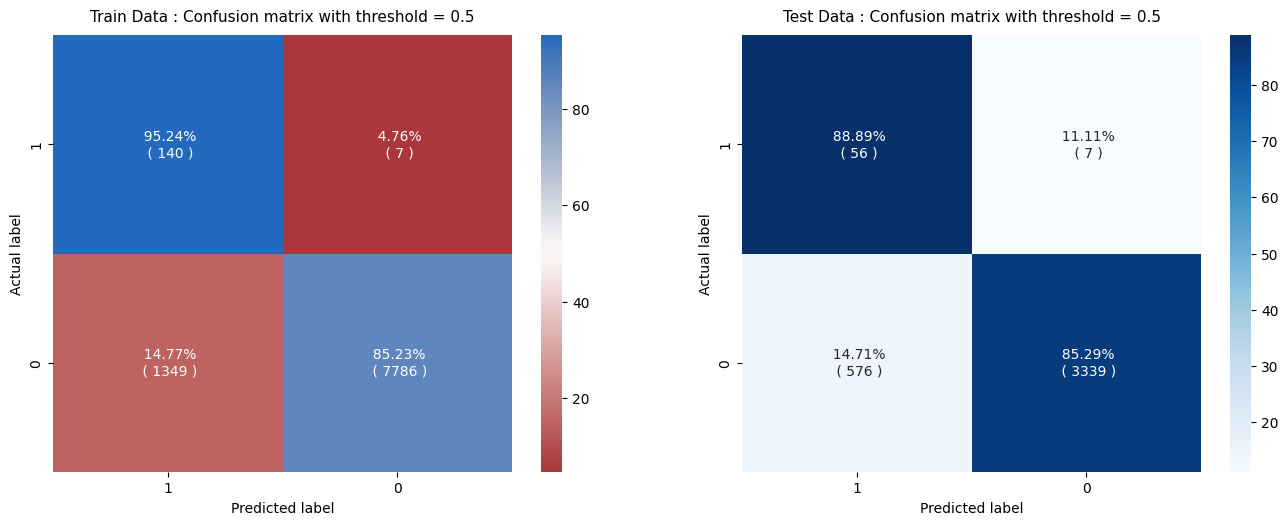 Train Data : Confusion matrix with threshold = 0.5
Actual label
1
0
95.24%
( 140 )
4.76%
( 7 )
14.77%
( 1349 )
85.23%
( 7786 )
1
0
Predicted label
80
60
40
20
Test Data : Confusion matrix with threshold = 0.5
Actual label
1
0
88.89%
( 56 )
11.11%
( 7 )
14.71%
( 576 )
85.29%
( 3339 )
1
0
Predicted label
80
70
60
50
40
30
20